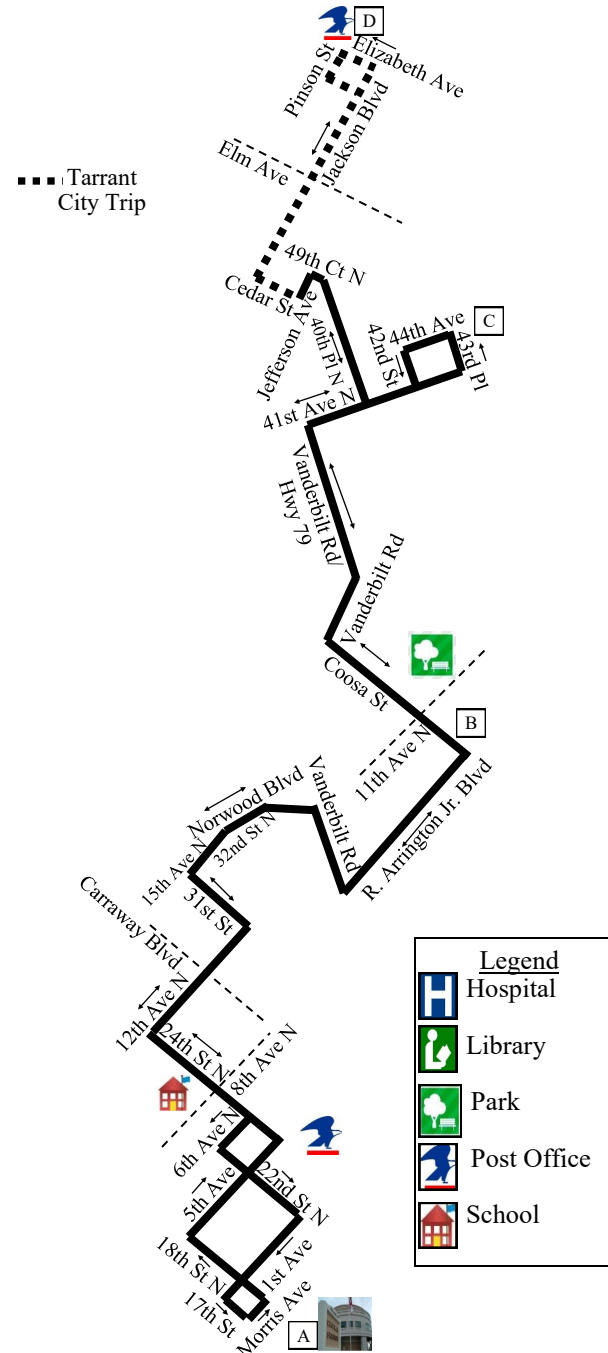 D
Elizabeth Ave
Pinson St
Jackson Blvd
Elm Ave
Tarrant
City Trip
49th Ct N
Cedar St
Jefferson Ave
40th Pl N
42nd St
44th Ave
C
43rd Pl
41st Ave N
Vanderbilt Rd/
Hwy 79
Vanderbilt Rd
Coosa St
B
11th Ave N
R. Arrington Jr. Blvd
Vanderbilt Rd
Norwood Blvd
32nd St N
15th Ave N
31st St
Carraway Blvd
12th Ave N
24th St N
8th Ave N
6th Ave N
22nd St N
5th Ave
18th St N
1st Ave
17th St
Morris Ave
A
Legend
H Hospital
Library
Park
Post Office
School